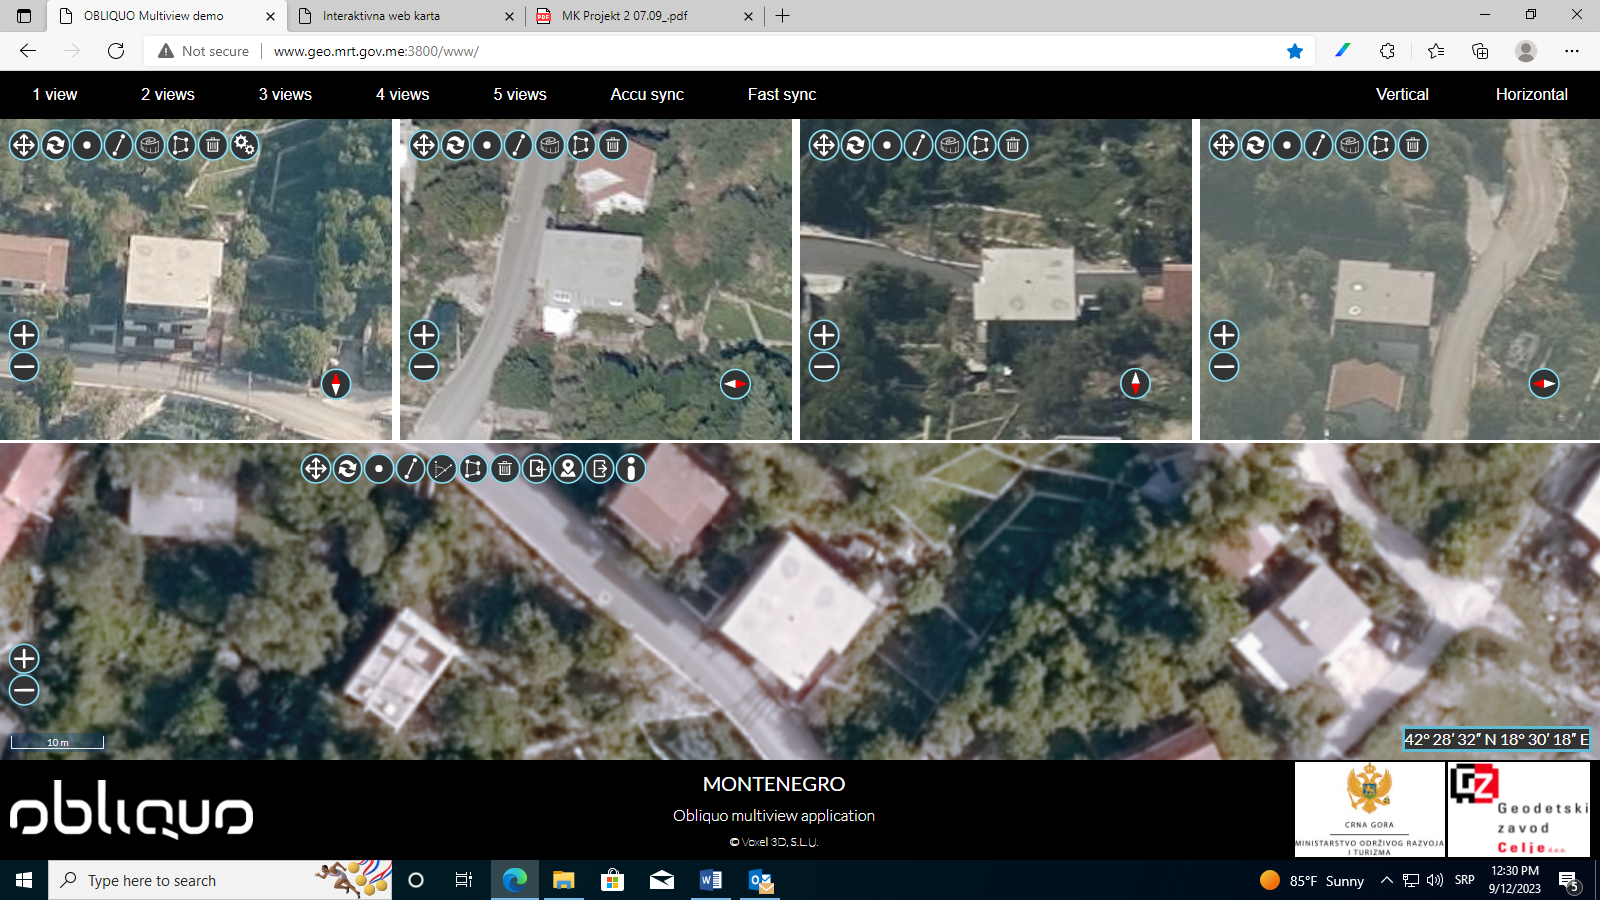 OBLIQUO Multiview demo
Interaktivna web karta
MK Projekt 2 07.09_.pdf
Not secure
www.geo.mrt.gov.me:3800/www/
1 view
2 views
3 views
4 views
5 views
Accu sync
Fast sync
Vertical
Horizontal
10 m
42° 28′ 32″ N 18° 30′ 18″ E
obliquo
MONTENEGRO
Obliquo multiview application
© Voxel 3D, S.L.U.
CRNA GORA
MINISTARSTVO ODRŽIVOG RAZVOJA
I TURIZMA
GZ
Geodetski
zavod
Celje d.o.o.
Type here to search
85°F Sunny
SRP
12:30 PM
9/12/2023
5